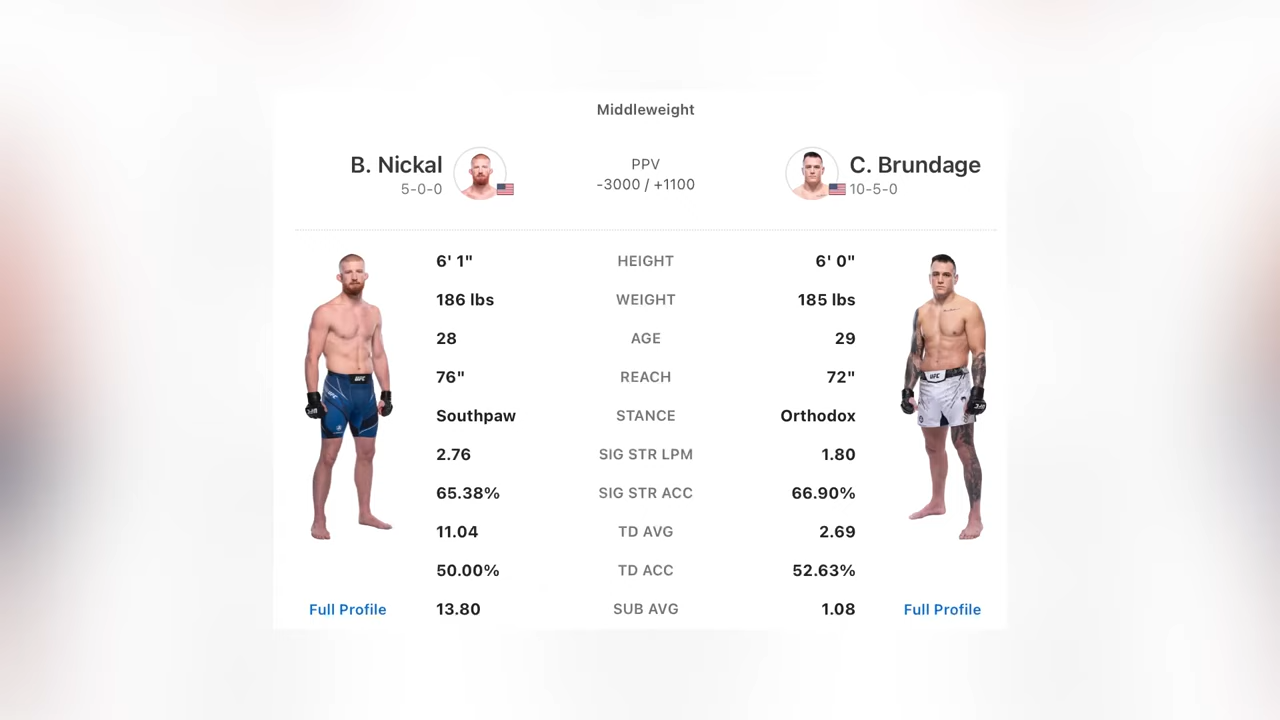 Middleweight
B. Nickal
5-0-0
PPV
-3000 / +1100
C. Brundage
10-5-0
6' 1" HEIGHT 6' 0"
186 lbs WEIGHT 185 lbs
28 AGE 29
76" REACH 72"
Southpaw STANCE Orthodox
2.76 SIG STR LPM 1.80
65.38% SIG STR ACC 66.90%
11.04 TD AVG 2.69
50.00% TD ACC 52.63%
Full Profile 13.80 SUB AVG 1.08 Full Profile
UFC
UFC